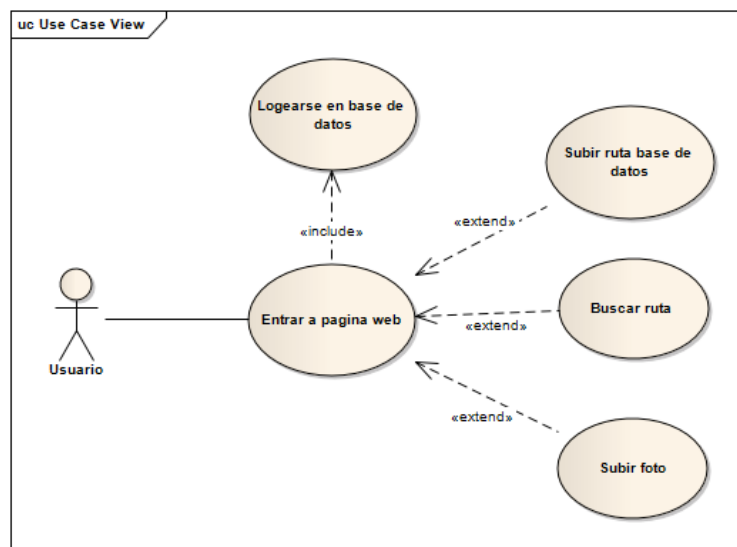 uc Use Case View
Logearse en base de
datos
Subir ruta base de
datos
«extend»
«include»
Entrar a pagina web
Buscar ruta
«extend»
Usuario
«extend»
Subir foto